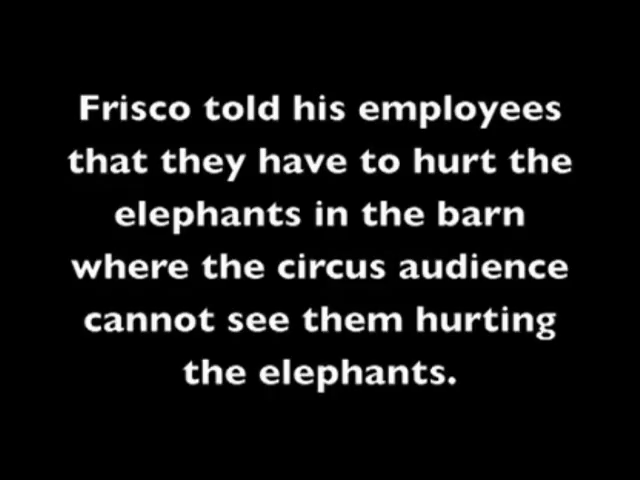 Frisco told his employees
that they have to hurt the
elephants in the barn
where the circus audience
cannot see them hurting
the elephants.